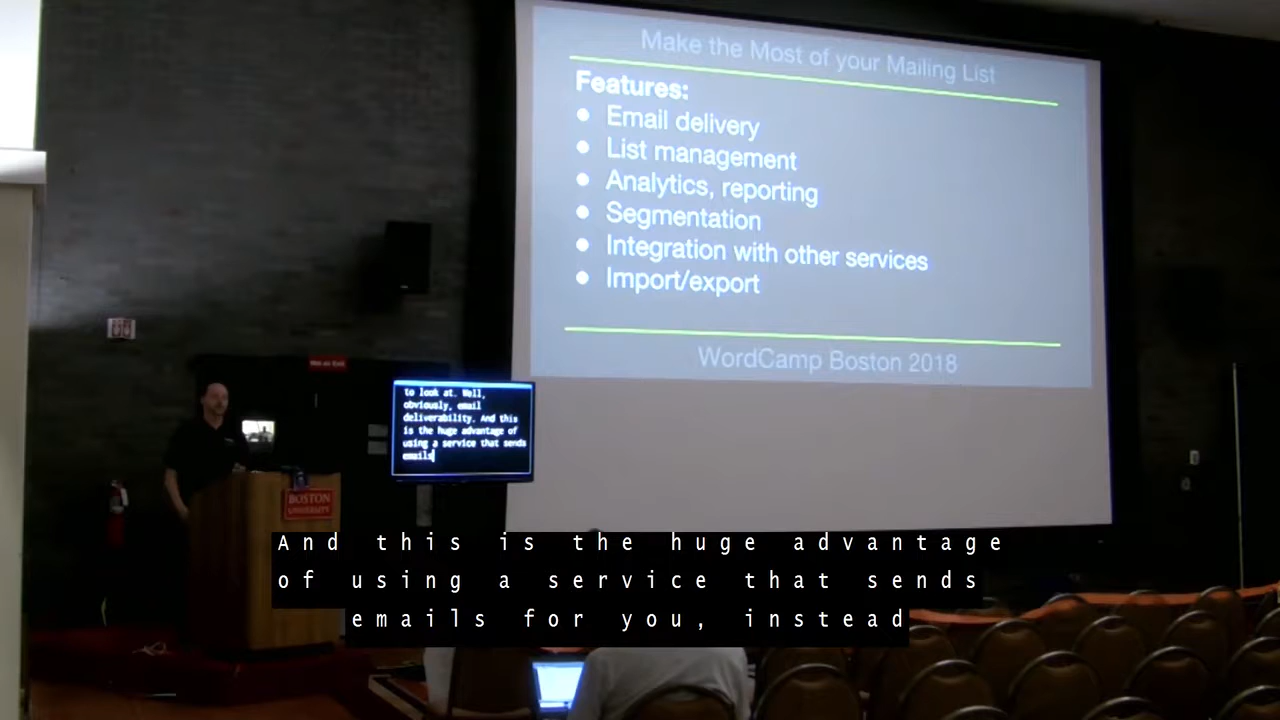 Make the Most of your Mailing List
Features:
● Email delivery
● List management
● Analytics, reporting
● Segmentation
● Integration with other services
● Import/export
WordCamp Boston 2018
Not an Exit
to look at. Well,
obviously, email
deliverability. And this
is the huge advantage of
using a service that sends
emails
BOSTON
UNIVERSITY
And this is the huge advantage
of using a service that sends
emails for you, instead